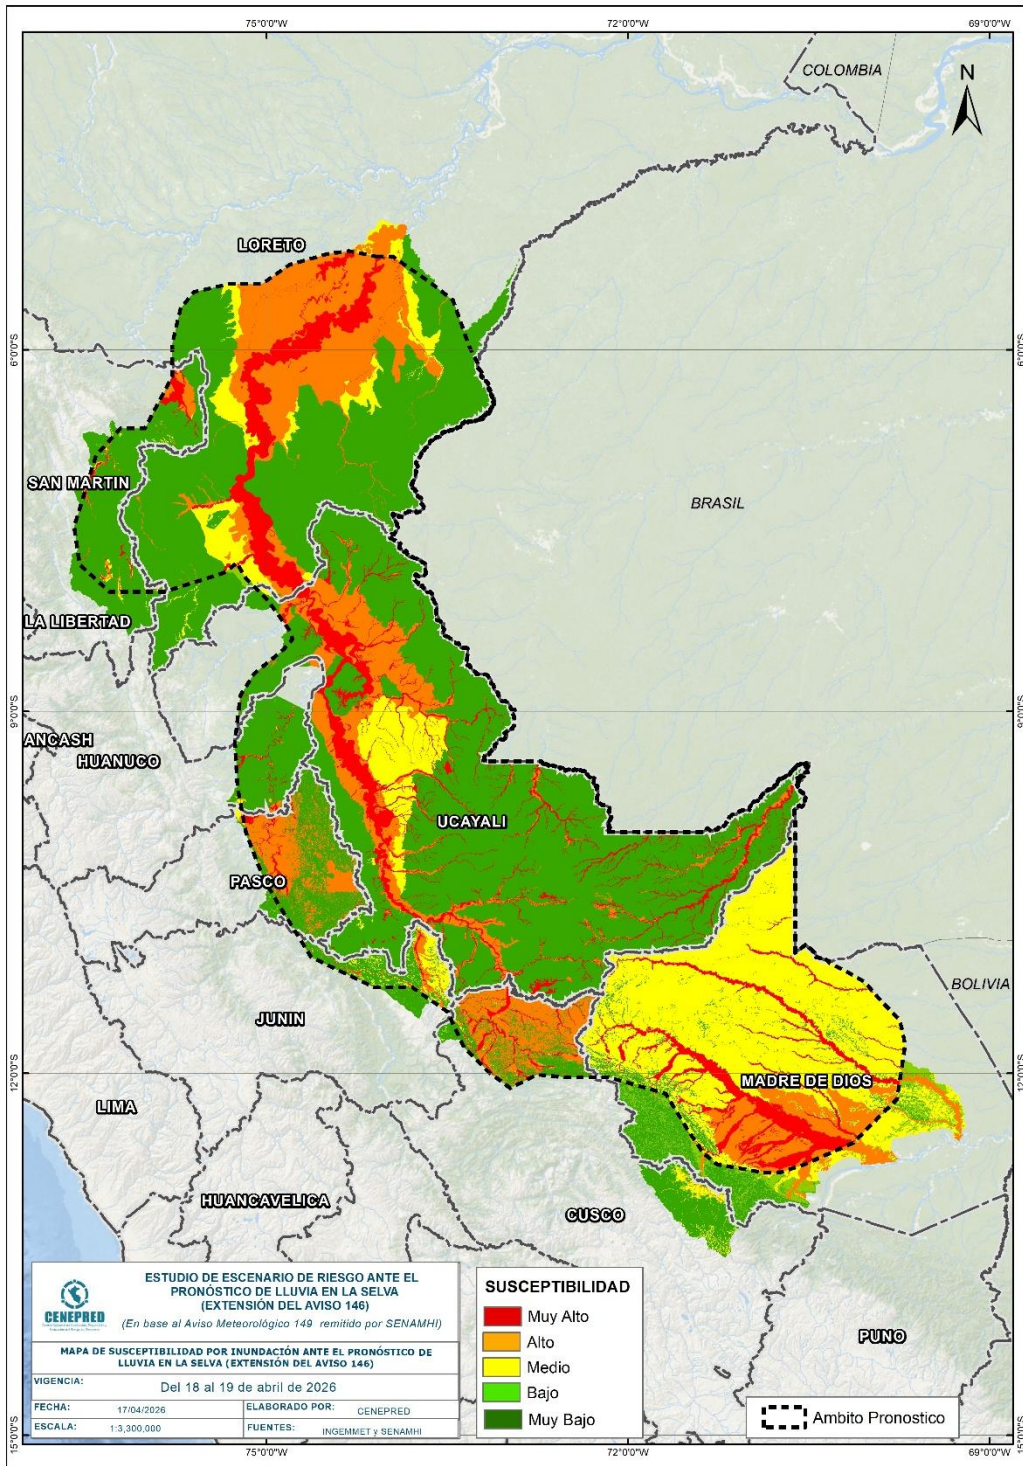 75°0'0"W
72°0'0"W
69°0'0"W
COLOMBIA
N
LORETO
6°0'0"S
6°0'0"S
SAN MARTIN
BRASIL
LA LIBERTAD
9°0'0"S
9°0'0"S
ANCASH
HUANUCO
UCAYALI
PASCO
BOLIVIA
JUNIN
12°0'0"S
12°0'0"S
MADRE DE DIOS
LIMA
HUANCAVELICA
CUSCO
PUNO
ESTUDIO DE ESCENARIO DE RIESGO ANTE EL
PRONÓSTICO DE LLUVIA EN LA SELVA
(EXTENSIÓN DEL AVISO 146)
(En base al Aviso Meteorológico 149 remitido por SENAMHI)
CENEPRED
MAPA DE SUSCEPTIBILIDAD POR INUNDACIÓN ANTE EL PRONÓSTICO DE
LLUVIA EN LA SELVA (EXTENSIÓN DEL AVISO 146)
VIGENCIA: Del 18 al 19 de abril de 2026
FECHA: 17/04/2026 ELABORADO POR: CENEPRED
ESCALA: 1:3,300,000 FUENTES: INGEMMET y SENAMHI
SUSCEPTIBILIDAD
Muy Alto
Alto
Medio
Bajo
Muy Bajo
Ambito Pronostico
15°0'0"S
15°0'0"S
75°0'0"W
72°0'0"W
69°0'0"W